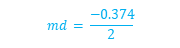 md = −0.374 / 2